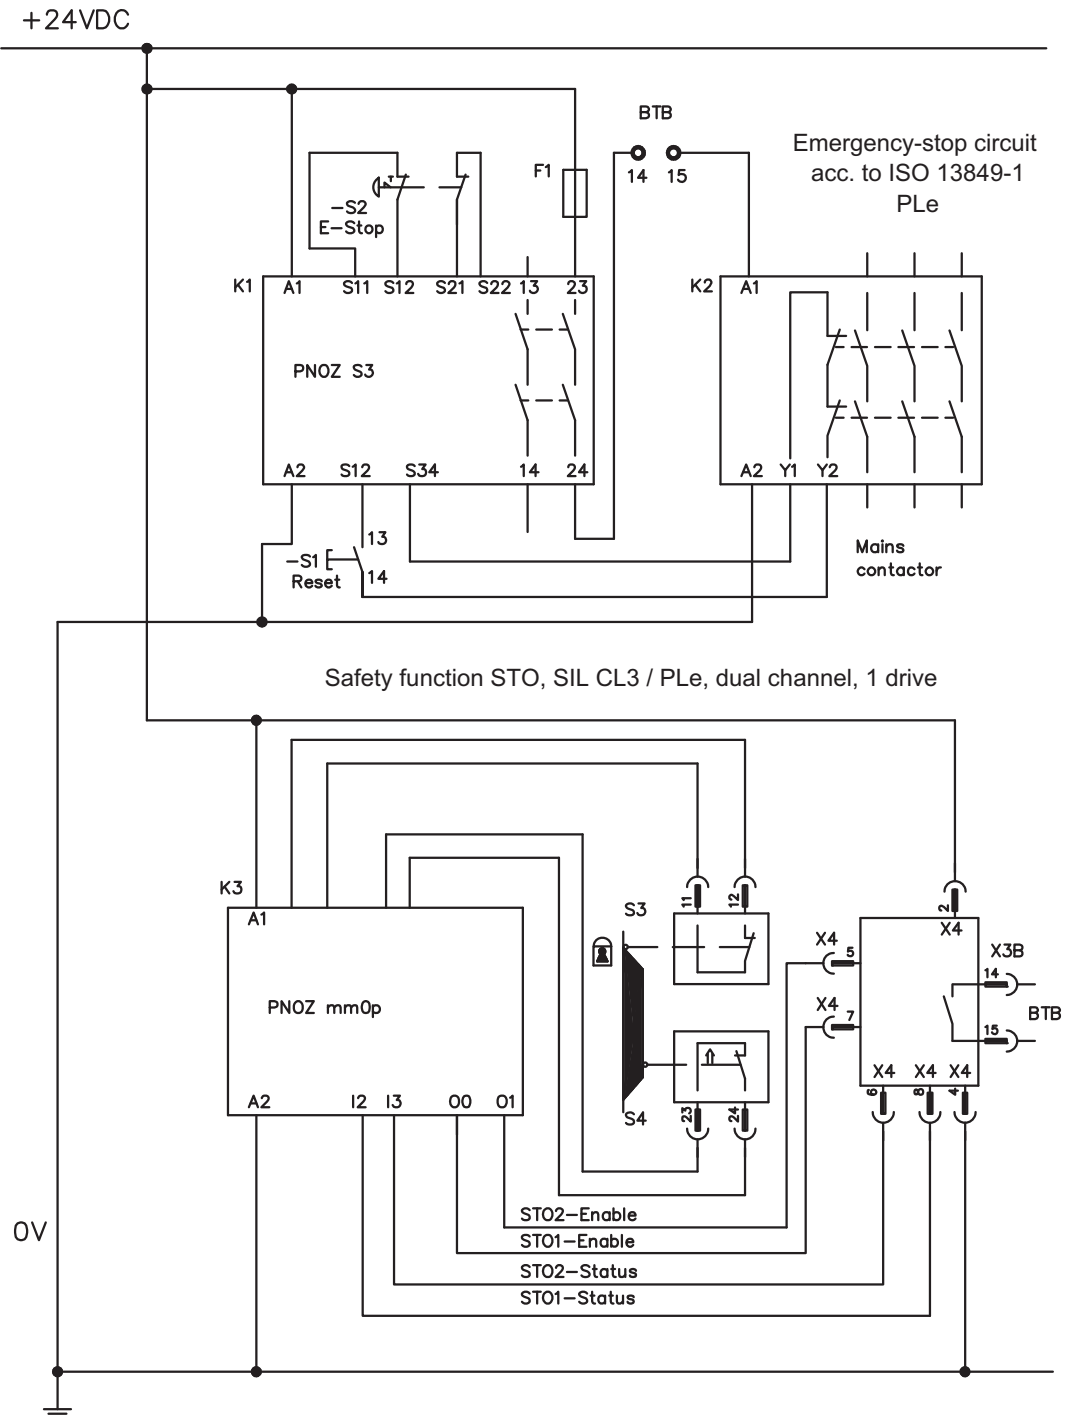 +24VDC
BTB
14 15
Emergency-stop circuit
acc. to ISO 13849-1
PLe
F1
-S2
E-Stop
K1
A1 S11 S12 S21 S22 13 23
K2
A1
PNOZ S3
A2 S12 S34 14 24
A2 Y1 Y2
13
-S1
14
Reset
Mains
contactor
Safety function STO, SIL CL3 / PLe, dual channel, 1 drive
K3
A1
11
12
2
S3
X4
X4
5
X3B
14
PNOZ mm0p
X4
7
BTB
15
X4 X4 X4
6
8
4
A2 I2 I3 O0 O1
23
24
S4
STO2-Enable
0V
STO1-Enable
STO2-Status
STO1-Status